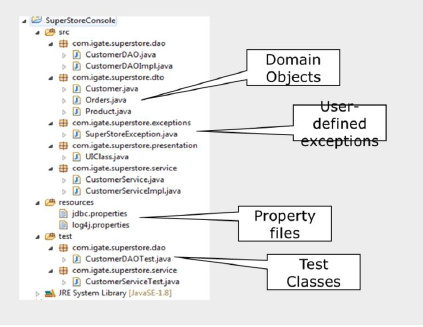 SuperStoreConsole
src
com.igate.superstore.dao
CustomerDAO.java
CustomerDAOImpl.java
com.igate.superstore.dto
Customer.java
Orders.java
Product.java
com.igate.superstore.exceptions
SuperStoreException.java
com.igate.superstore.presentation
UIClass.java
com.igate.superstore.service
CustomerService.java
CustomerServiceImpl.java
resources
jdbc.properties
log4j.properties
test
com.igate.superstore.dao
CustomerDAOTest.java
com.igate.superstore.service
CustomerServiceTest.java
JRE System Library [JavaSE-1.8]
Domain
Objects
User-
defined
exceptions
Property
files
Test
Classes